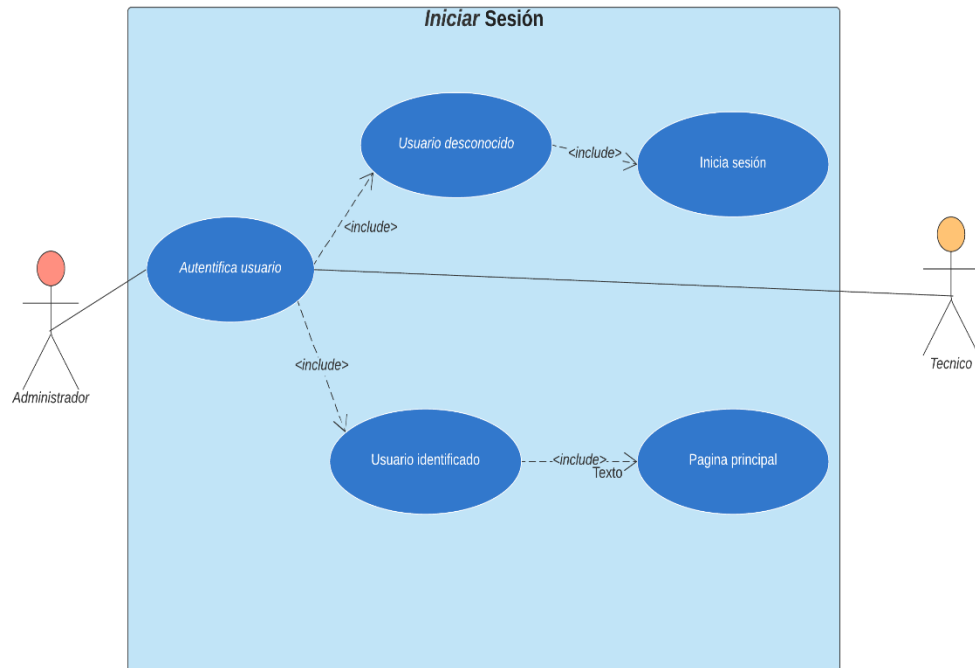 Iniciar Sesión
Usuario desconocido
<include>
Inicia sesión
<include>
Autentifica usuario
<include>
Administrador
Tecnico
Usuario identificado
<include>
Texto
Pagina principal